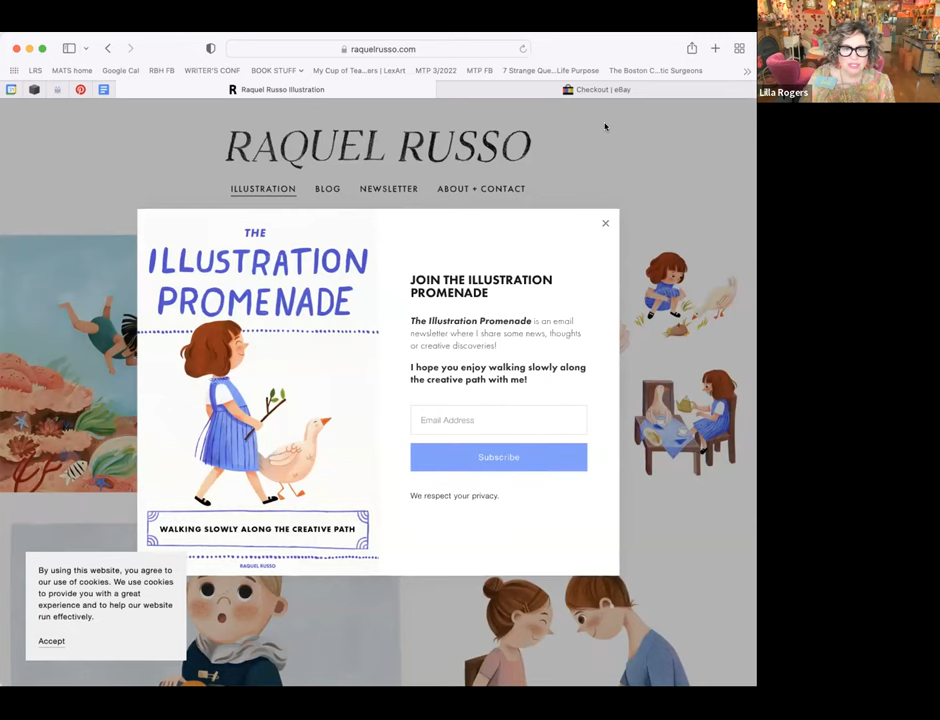 raquelrusso.com
LRS MATS home Google Cal RBH FB WRITER'S CONF BOOK STUFF My Cup of Tea...ers | LexArt MTP 3/2022 MTP FB 7 Strange Que...Life Purpose The Boston C...tic Surgeons
Raquel Russo Illustration
Checkout | eBay
Lilla Rogers
RAQUEL RUSSO
ILLUSTRATION BLOG NEWSLETTER ABOUT + CONTACT
THE
ILLUSTRATION
PROMENADE
WALKING SLOWLY ALONG THE CREATIVE PATH
RAQUEL RUSSO
JOIN THE ILLUSTRATION
PROMENADE
The Illustration Promenade is an email
newsletter where I share some news, thoughts
or creative discoveries!
I hope you enjoy walking slowly along
the creative path with me!
Email Address
Subscribe
We respect your privacy.
By using this website, you agree to
our use of cookies. We use cookies
to provide you with a great
experience and to help our website
run effectively.
Accept